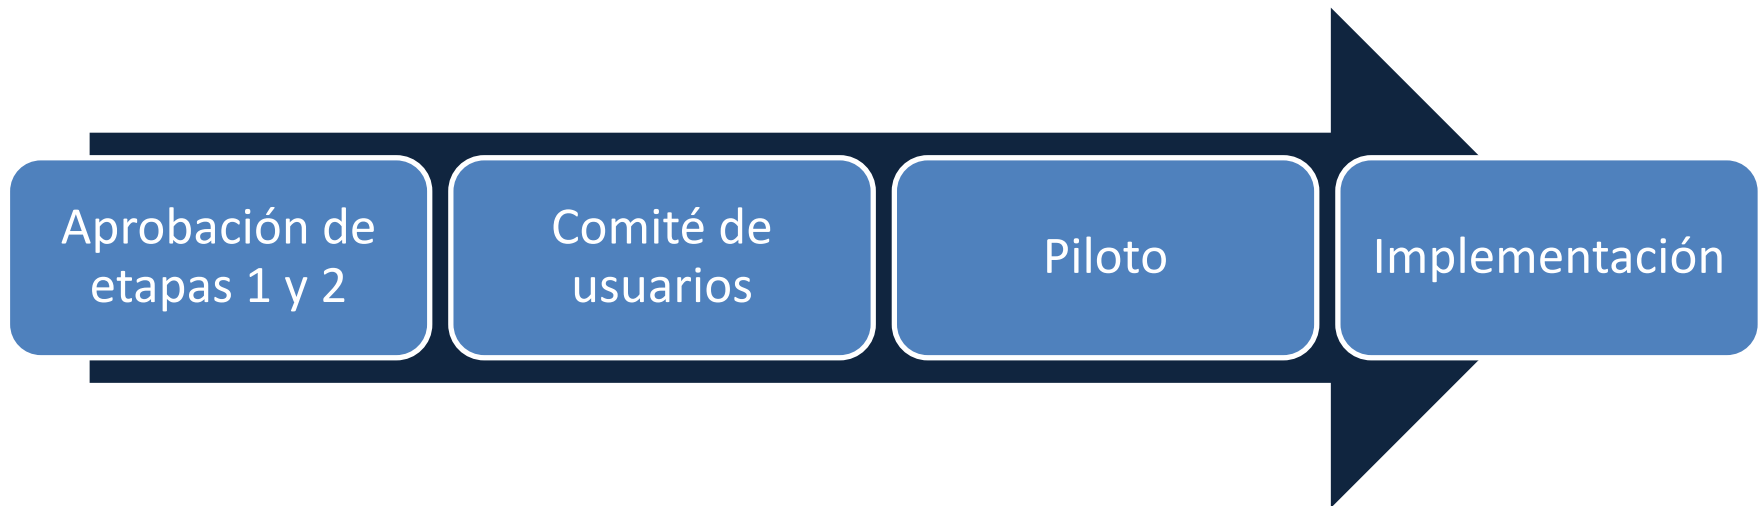 Aprobación de
etapas 1 y 2
Comité de
usuarios
Piloto
Implementación